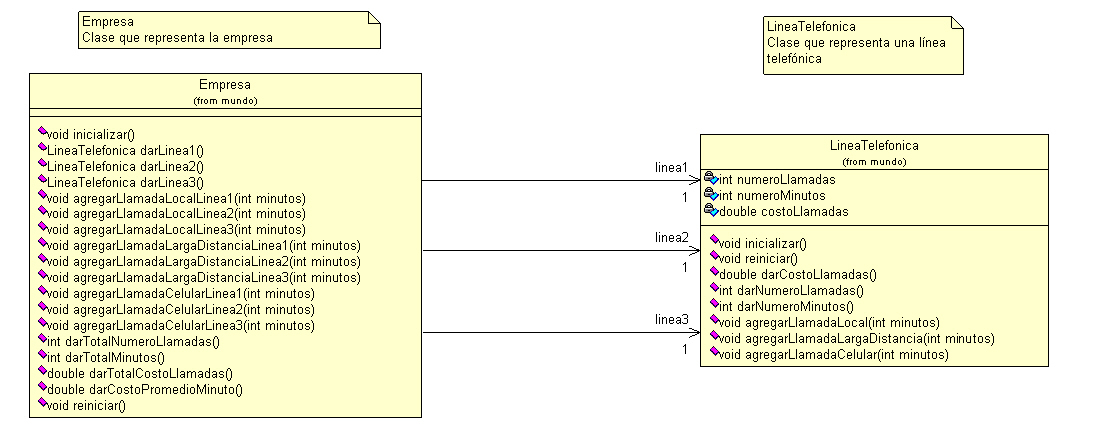 Empresa
Clase que representa la empresa
LineaTelefonica
Clase que representa una línea
telefónica
Empresa
(from mundo)
void inicializar()
LineaTelefonica darLinea1()
LineaTelefonica darLinea2()
LineaTelefonica darLinea3()
void agregarLlamadaLocalLinea1(int minutos)
void agregarLlamadaLocalLinea2(int minutos)
void agregarLlamadaLocalLinea3(int minutos)
void agregarLlamadaLargaDistanciaLinea1(int minutos)
void agregarLlamadaLargaDistanciaLinea2(int minutos)
void agregarLlamadaLargaDistanciaLinea3(int minutos)
void agregarLlamadaCelularLinea1(int minutos)
void agregarLlamadaCelularLinea2(int minutos)
void agregarLlamadaCelularLinea3(int minutos)
int darTotalNumeroLlamadas()
int darTotalMinutos()
double darTotalCostoLlamadas()
double darCostoPromedioMinuto()
void reiniciar()
linea1
1
linea2
1
linea3
1
LineaTelefonica
(from mundo)
int numeroLlamadas
int numeroMinutos
double costoLlamadas
void inicializar()
void reiniciar()
double darCostoLlamadas()
int darNumeroLlamadas()
int darNumeroMinutos()
void agregarLlamadaLocal(int minutos)
void agregarLlamadaLargaDistancia(int minutos)
void agregarLlamadaCelular(int minutos)